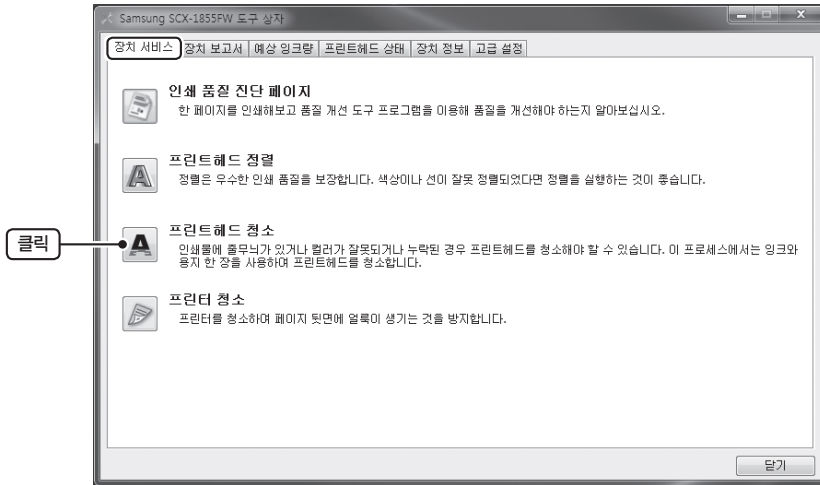 Samsung SCX-1855FW 도구 상자
장치 서비스 장치 보고서 예상 잉크량 프린트헤드 상태 장치 정보 고급 설정
인쇄 품질 진단 페이지
한 페이지를 인쇄해보고 품질 개선 도구 프로그램을 이용해 품질을 개선해야 하는지 알아보십시오.
프린트헤드 정렬
정렬은 우수한 인쇄 품질을 보장합니다. 색상이나 선이 잘못 정렬되었다면 정렬을 실행하는 것이 좋습니다.
클릭
프린트헤드 청소
인쇄물에 줄무늬가 있거나 컬러가 잘못되거나 누락된 경우 프린트헤드를 청소해야 할 수 있습니다. 이 프로세스에서는 잉크와
용지 한 장을 사용하여 프린트헤드를 청소합니다.
프린터 청소
프린터를 청소하여 페이지 뒷면에 얼룩이 생기는 것을 방지합니다.
닫기